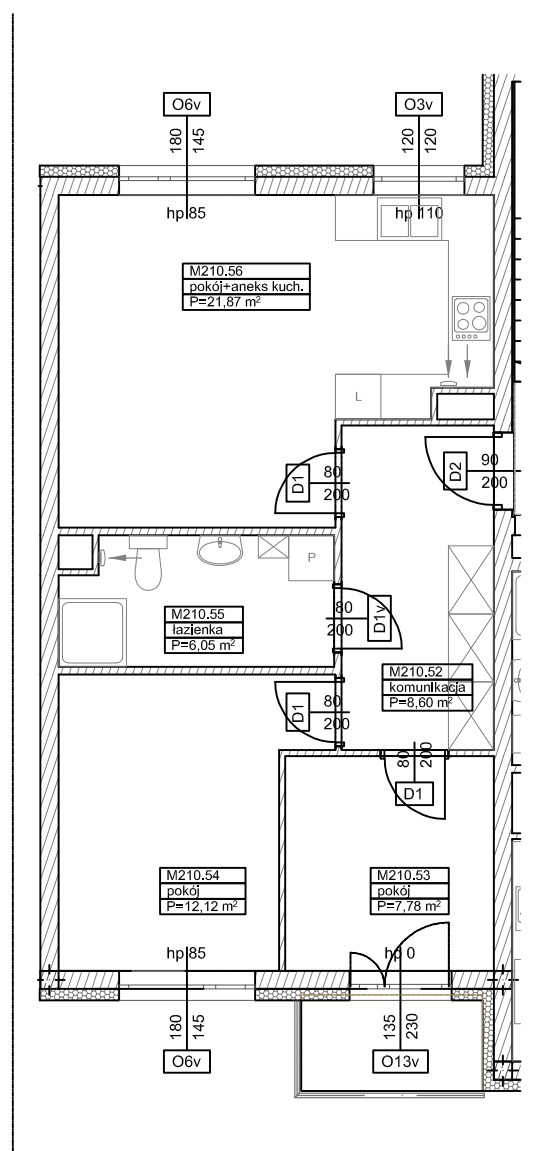 O6v
O3v
180
145
120
120
hp 85
hp 110
M210.56
pokój+aneks kuch.
P=21,87 m²
L
D1
80
200
D2
90
200
P
M210.55
łazienka
P=6,05 m²
80
200
D1v
M210.52
komunikacja
P=8,60 m²
D1
80
200
80
200
D1
M210.54
pokój
P=12,12 m²
M210.53
pokój
P=7,78 m²
hp 85
hp 0
180
145
135
230
O6v
O13v